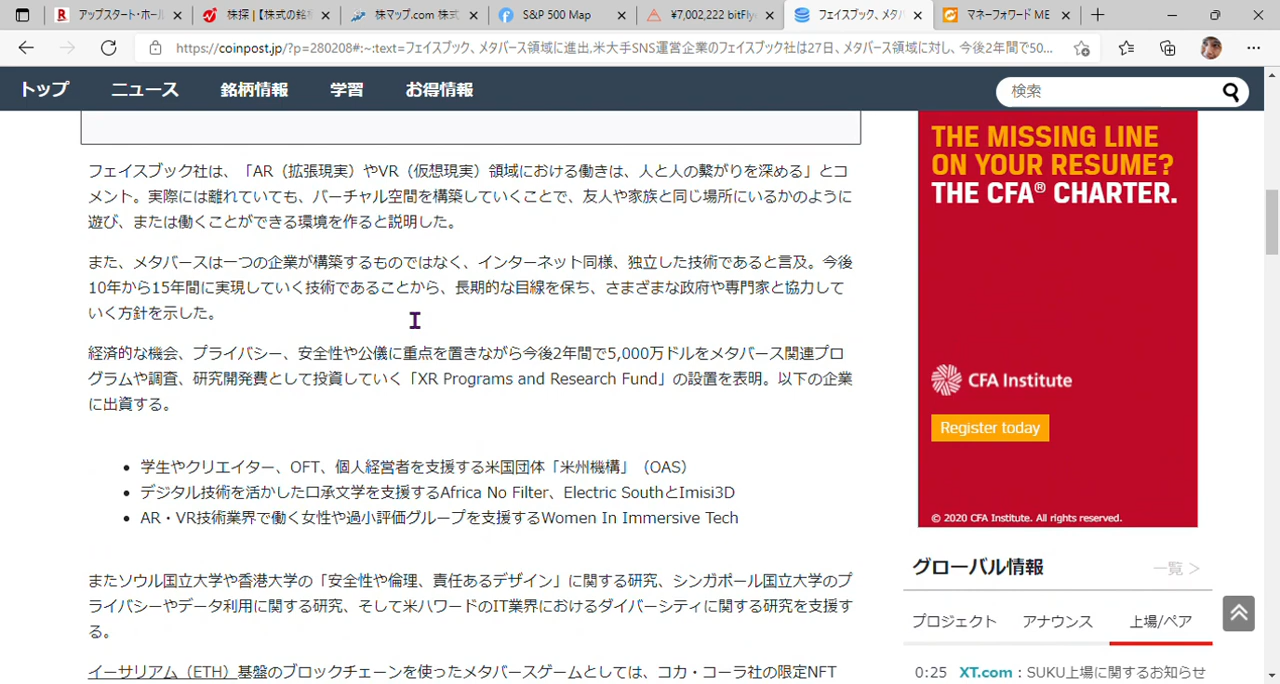 アップスタート・ホール
株探 | 【株式の銘柄
株マップ.com 株式
S&P 500 Map
¥7,002,222 bitFly
フェイスブック、メタバ
マネーフォワード ME
https://coinpost.jp/?p=280208#:~:text=フェイスブック、メタバース領域に進出,米大手SNS運営企業のフェイスブック社は27日、メタバース領域に対し、今後2年間で50...
トップ
ニュース
銘柄情報
学習
お得情報
検索
フェイスブック社は、「AR（拡張現実）やVR（仮想現実）領域における働きは、人と人の繫がりを深める」とコ
メント。実際には離れていても、バーチャル空間を構築していくことで、友人や家族と同じ場所にいるかのように
遊び、または働くことができる環境を作ると説明した。
また、メタバースは一つの企業が構築するものではなく、インターネット同様、独立した技術であると言及。今後
10年から15年間に実現していく技術であることから、長期的な目線を保ち、さまざまな政府や専門家と協力して
いく方針を示した。
経済的な機会、プライバシー、安全性や公儀に重点を置きながら今後2年間で5,000万ドルをメタバース関連プロ
グラムや調査、研究開発費として投資していく「XR Programs and Research Fund」の設置を表明。以下の企業
に出資する。
• 学生やクリエイター、OFT、個人経営者を支援する米国団体「米州機構」（OAS）
• デジタル技術を活かした口承文学を支援するAfrica No Filter、Electric SouthとImisi3D
• AR・VR技術業界で働く女性や過小評価グループを支援するWomen In Immersive Tech
またソウル国立大学や香港大学の「安全性や倫理、責任あるデザイン」に関する研究、シンガポール国立大学のプ
ライバシーやデータ利用に関する研究、そして米ハワードのIT業界におけるダイバーシティに関する研究を支援す
る。
イーサリアム（ETH）基盤のブロックチェーンを使ったメタバースゲームとしては、コカ・コーラ社の限定NFT
THE MISSING LINE
ON YOUR RESUME?
THE CFA® CHARTER.
CFA Institute
Register today
© 2020 CFA Institute. All rights reserved.
グローバル情報
一覧 >
プロジェクト
アナウンス
上場/ペア
0:25 XT.com：SUKU上場に関するお知らせ